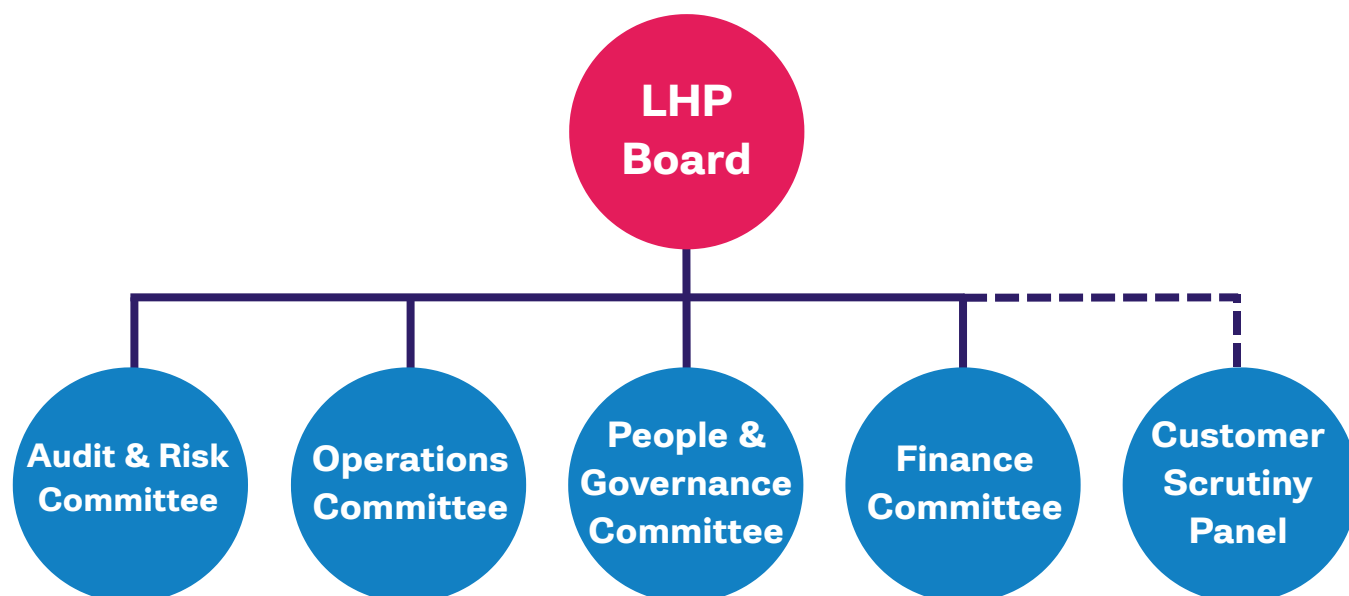 LHP
Board
Audit & Risk
Committee
Operations
Committee
People &
Governance
Committee
Finance
Committee
Customer
Scrutiny
Panel